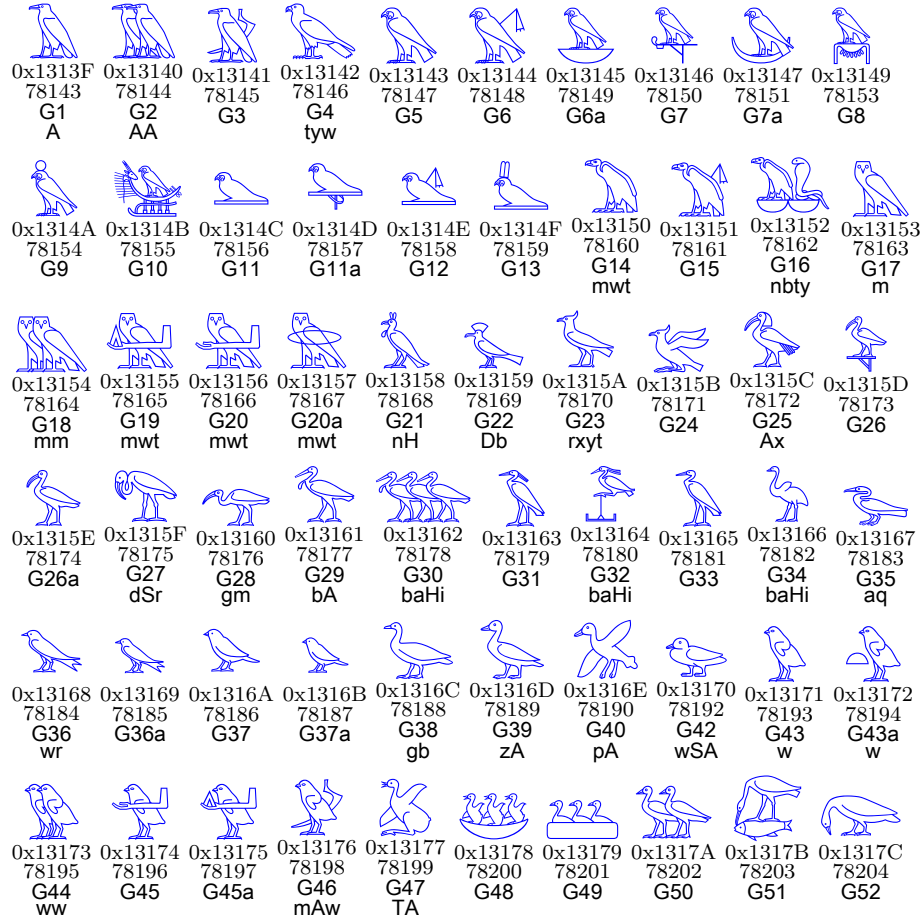 0x1313F 0x13140 0x13141 0x13142 0x13143 0x13144 0x13145 0x13146 0x13147 0x13149
78143 78144 78145 78146 78147 78148 78149 78150 78151 78153
G1 G2 G3 G4 G5 G6 G6a G7 G7a G8
A AA tyw
0x1314A 0x1314B 0x1314C 0x1314D 0x1314E 0x1314F 0x13150 0x13151 0x13152 0x13153
78154 78155 78156 78157 78158 78159 78160 78161 78162 78163
G9 G10 G11 G11a G12 G13 G14 G15 G16 G17
mwt nbty m
0x13154 0x13155 0x13156 0x13157 0x13158 0x13159 0x1315A 0x1315B 0x1315C 0x1315D
78164 78165 78166 78167 78168 78169 78170 78171 78172 78173
G18 G19 G20 G20a G21 G22 G23 G24 G25 G26
mm mwt mwt mwt nH Db rxyt Ax
0x1315E 0x1315F 0x13160 0x13161 0x13162 0x13163 0x13164 0x13165 0x13166 0x13167
78174 78175 78176 78177 78178 78179 78180 78181 78182 78183
G26a G27 G28 G29 G30 G31 G32 G33 G34 G35
dSr gm bA baHi baHi baHi aq
0x13168 0x13169 0x1316A 0x1316B 0x1316C 0x1316D 0x1316E 0x13170 0x13171 0x13172
78184 78185 78186 78187 78188 78189 78190 78192 78193 78194
G36 G36a G37 G37a G38 G39 G40 G42 G43 G43a
wr gb zA pA wSA w w
0x13173 0x13174 0x13175 0x13176 0x13177 0x13178 0x13179 0x1317A 0x1317B 0x1317C
78195 78196 78197 78198 78199 78200 78201 78202 78203 78204
G44 G45 G45a G46 G47 G48 G49 G50 G51 G52
ww mAw TA